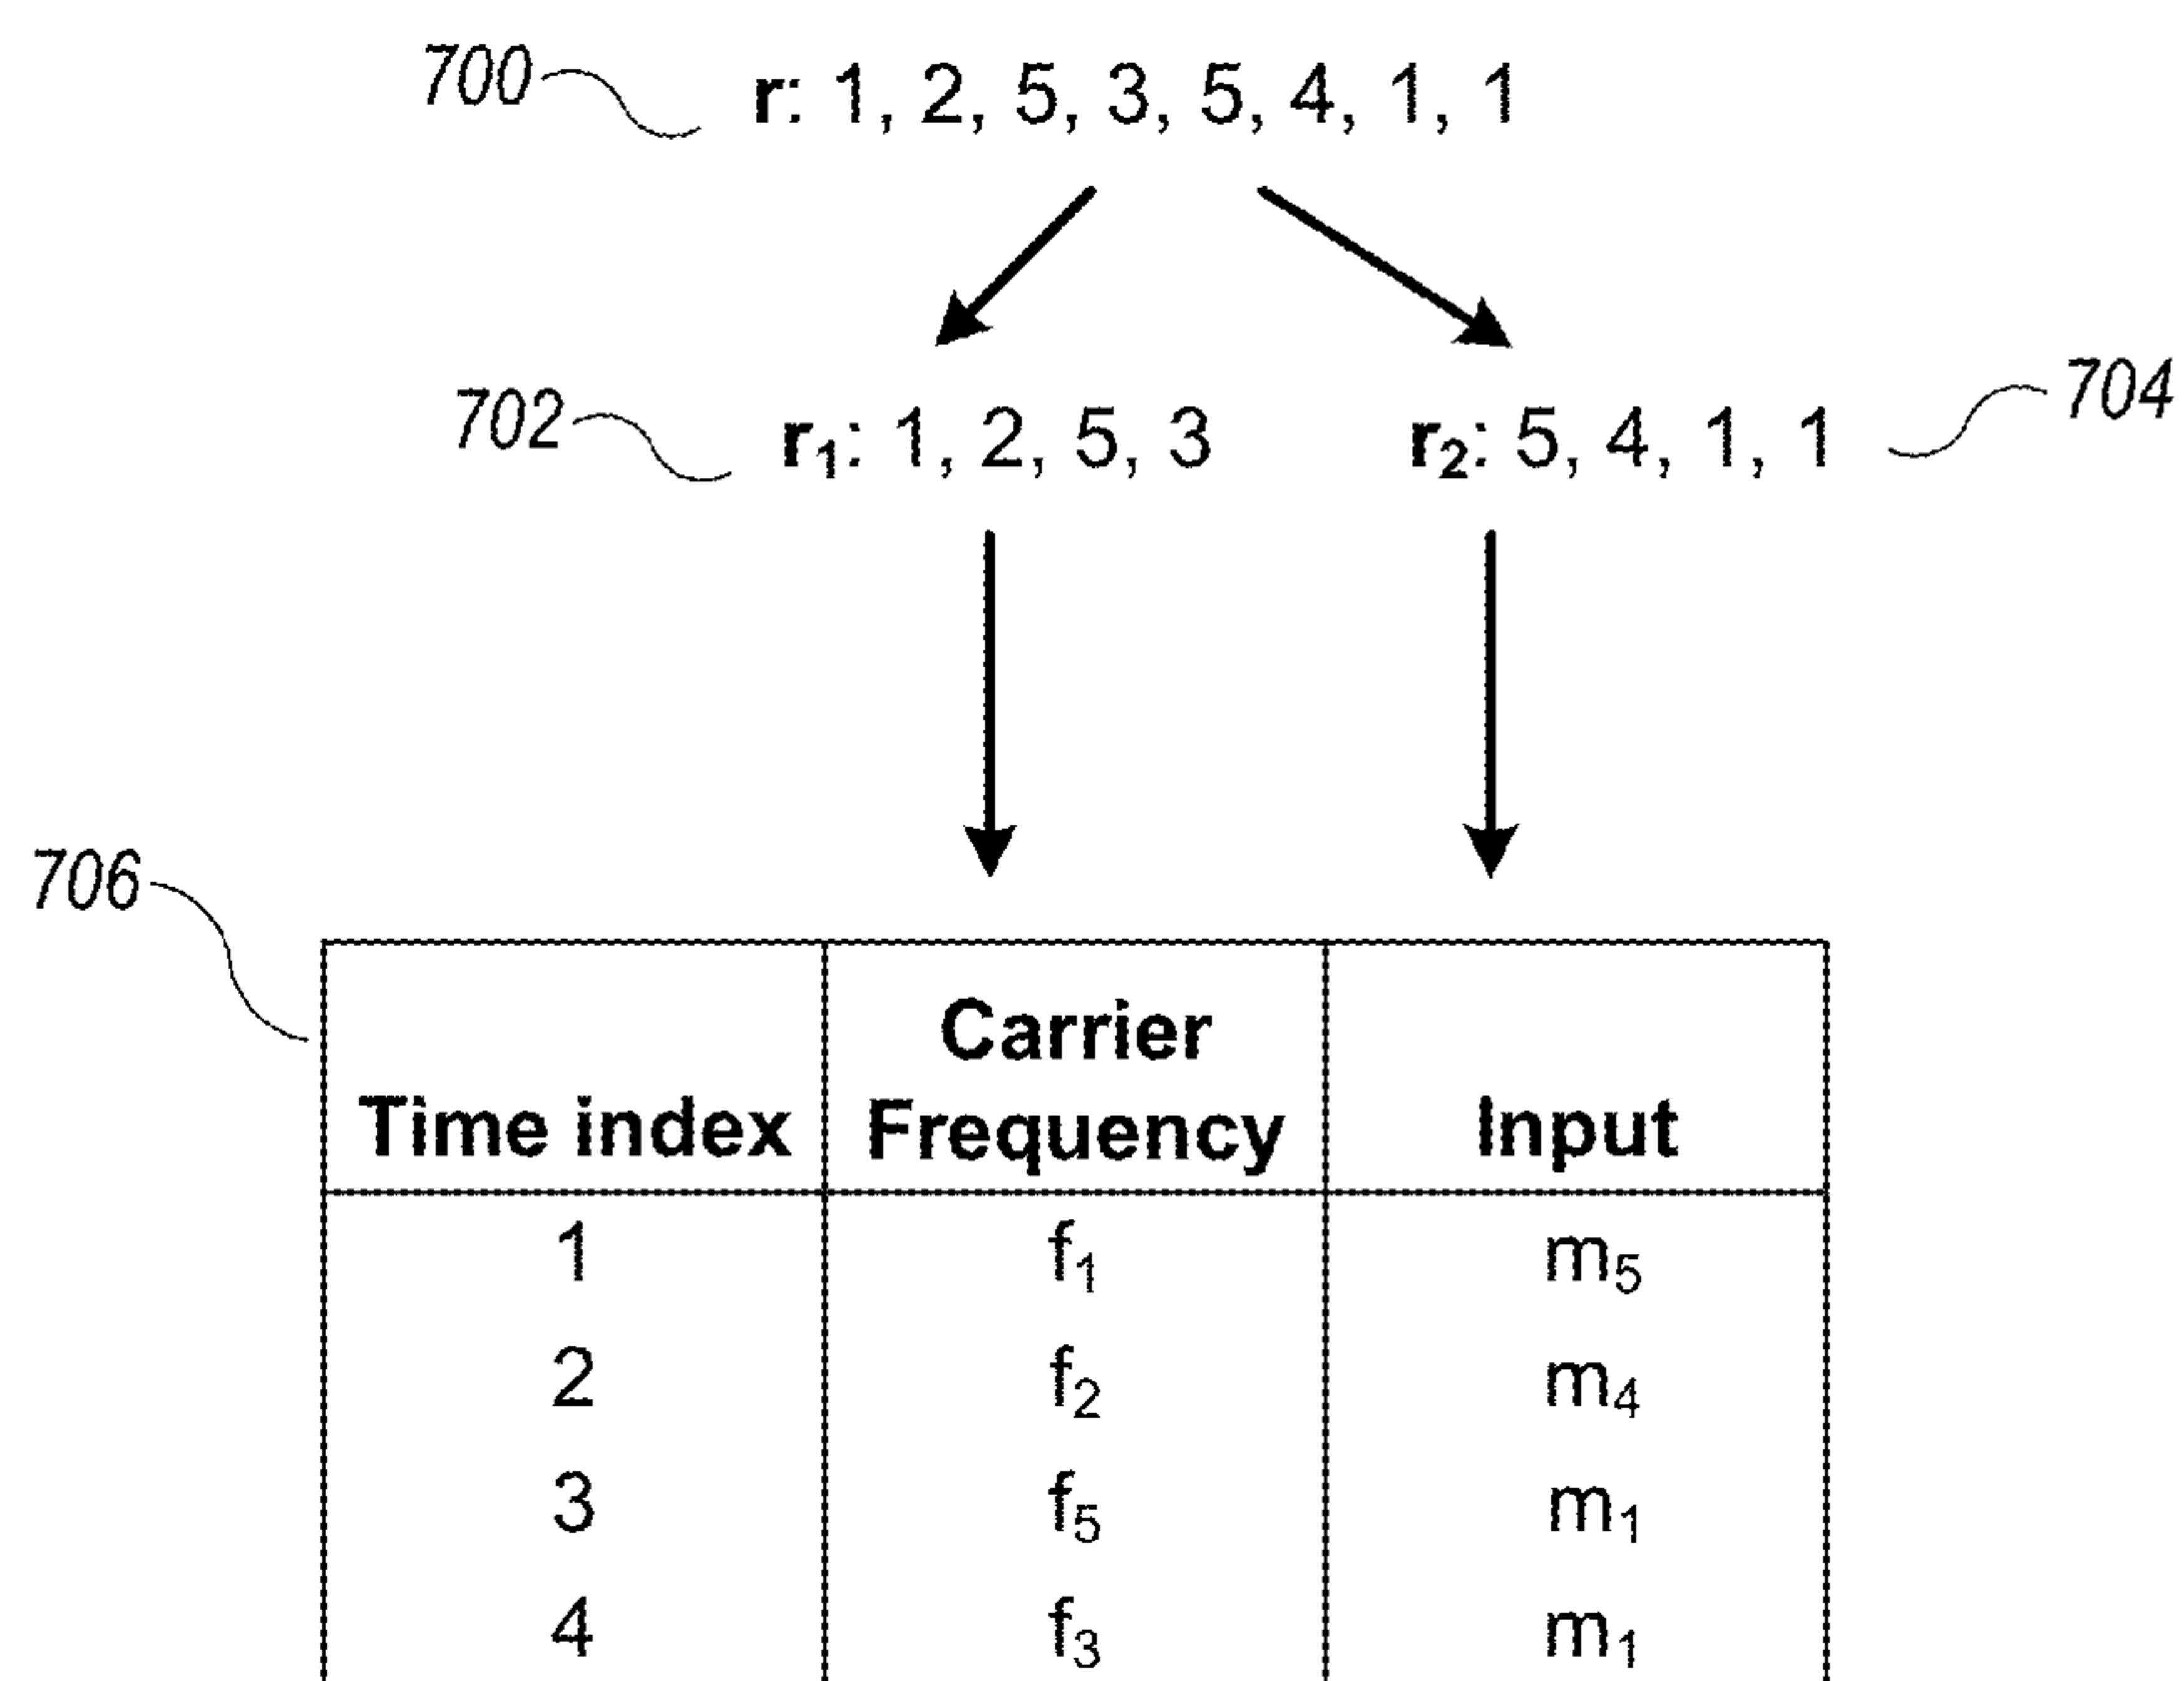 700 r: 1, 2, 5, 3, 5, 4, 1, 1
702 r₁: 1, 2, 5, 3 r₂: 5, 4, 1, 1 704
706
Carrier
Time index Frequency Input
1 f₁ m₅
2 f₂ m₄
3 f₅ m₁
4 f₃ m₁